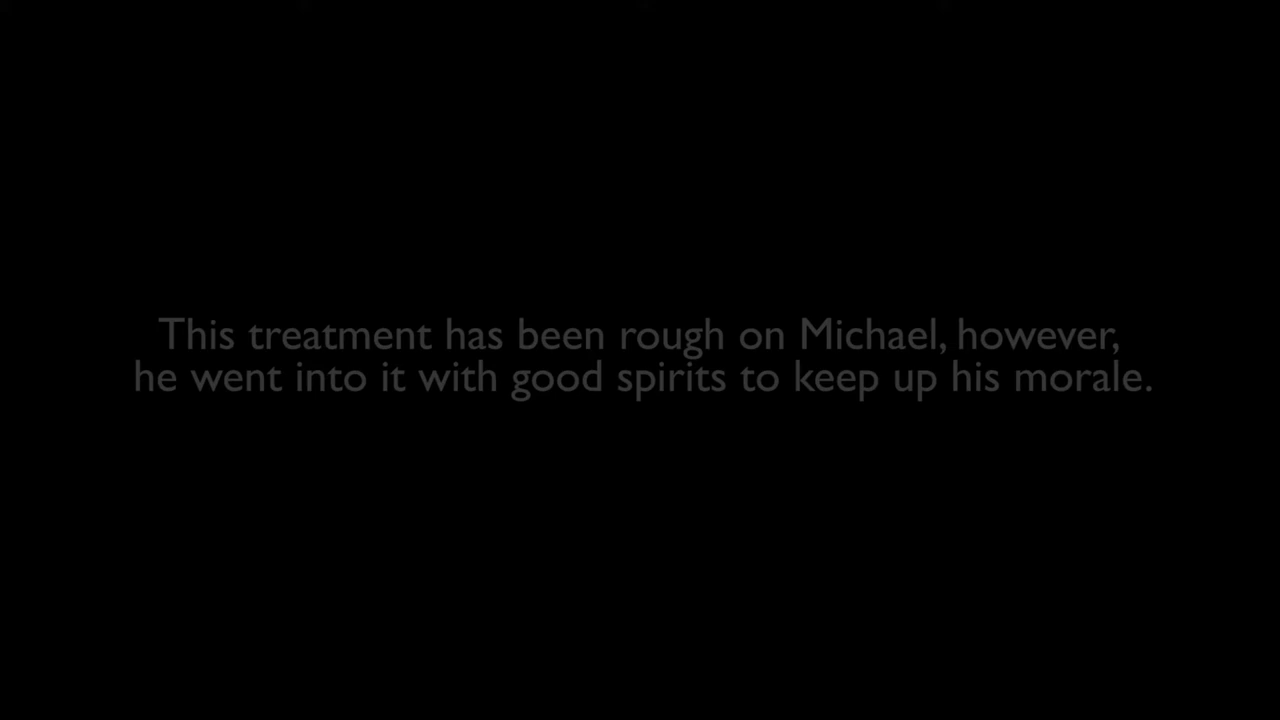 This treatment has been rough on Michael, however,
he went into it with good spirits to keep up his morale.